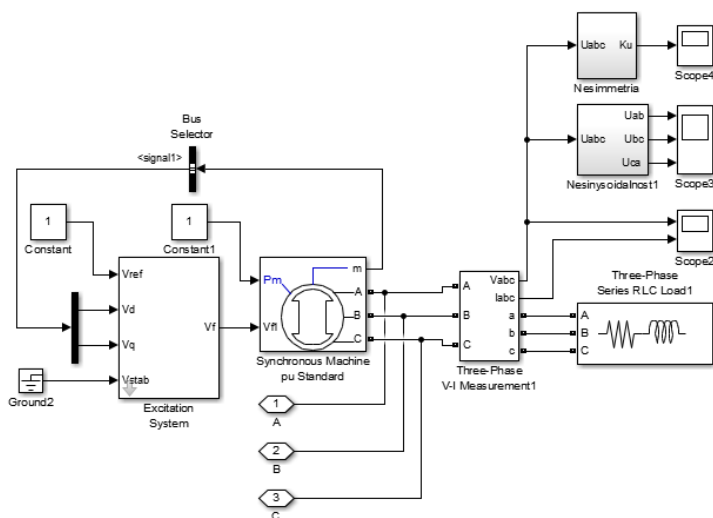 Uabc Ku
Nesimmetria
Scope4
Uabc
Uab
Ubc
Uca
Nesinysoidalnost1
Scope3
Scope2
Bus
Selector
<signal1>
1
Constant
1
Constant1
Vref
Vd
Vq
Vstab
Vf
Excitation
System
Ground2
Pm
m
A
B
C
Vf1
Synchronous Machine
pu Standard
A
B
C
Vabc
Iabc
a
b
c
Three-Phase
V-I Measurement1
Three-Phase
Series RLC Load1
A
B
C
1
A
2
B
3
C